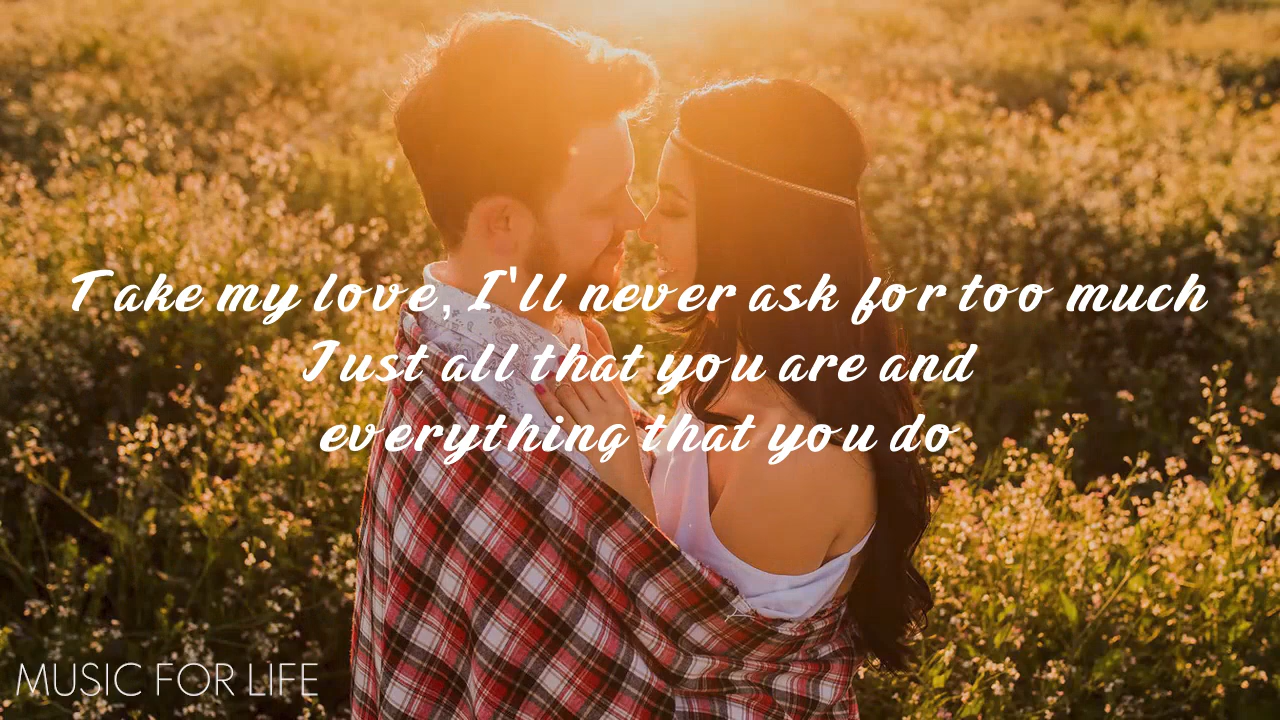 Take my love, I'll never ask for too much
Just all that you are and
everything that you do
MUSIC FOR LIFE